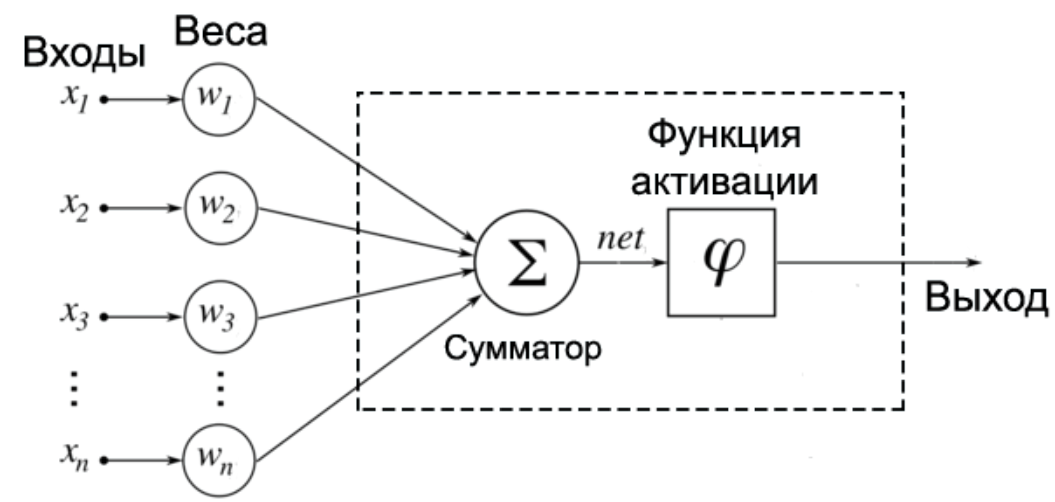 Входы
Веса
x1
w1
x2
w2
x3
w3
⋮
⋮
xn
wn
Σ
Сумматор
net
Функция
активации
φ
Выход